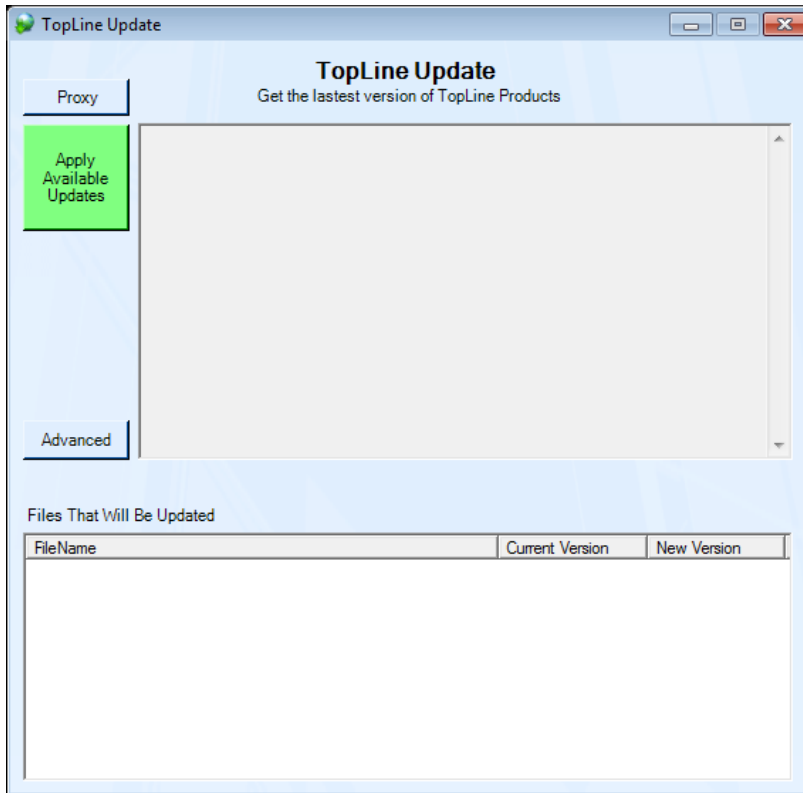 TopLine Update
TopLine Update
Get the lastest version of TopLine Products
Proxy
Apply
Available
Updates
Advanced
Files That Will Be Updated
FileName Current Version New Version